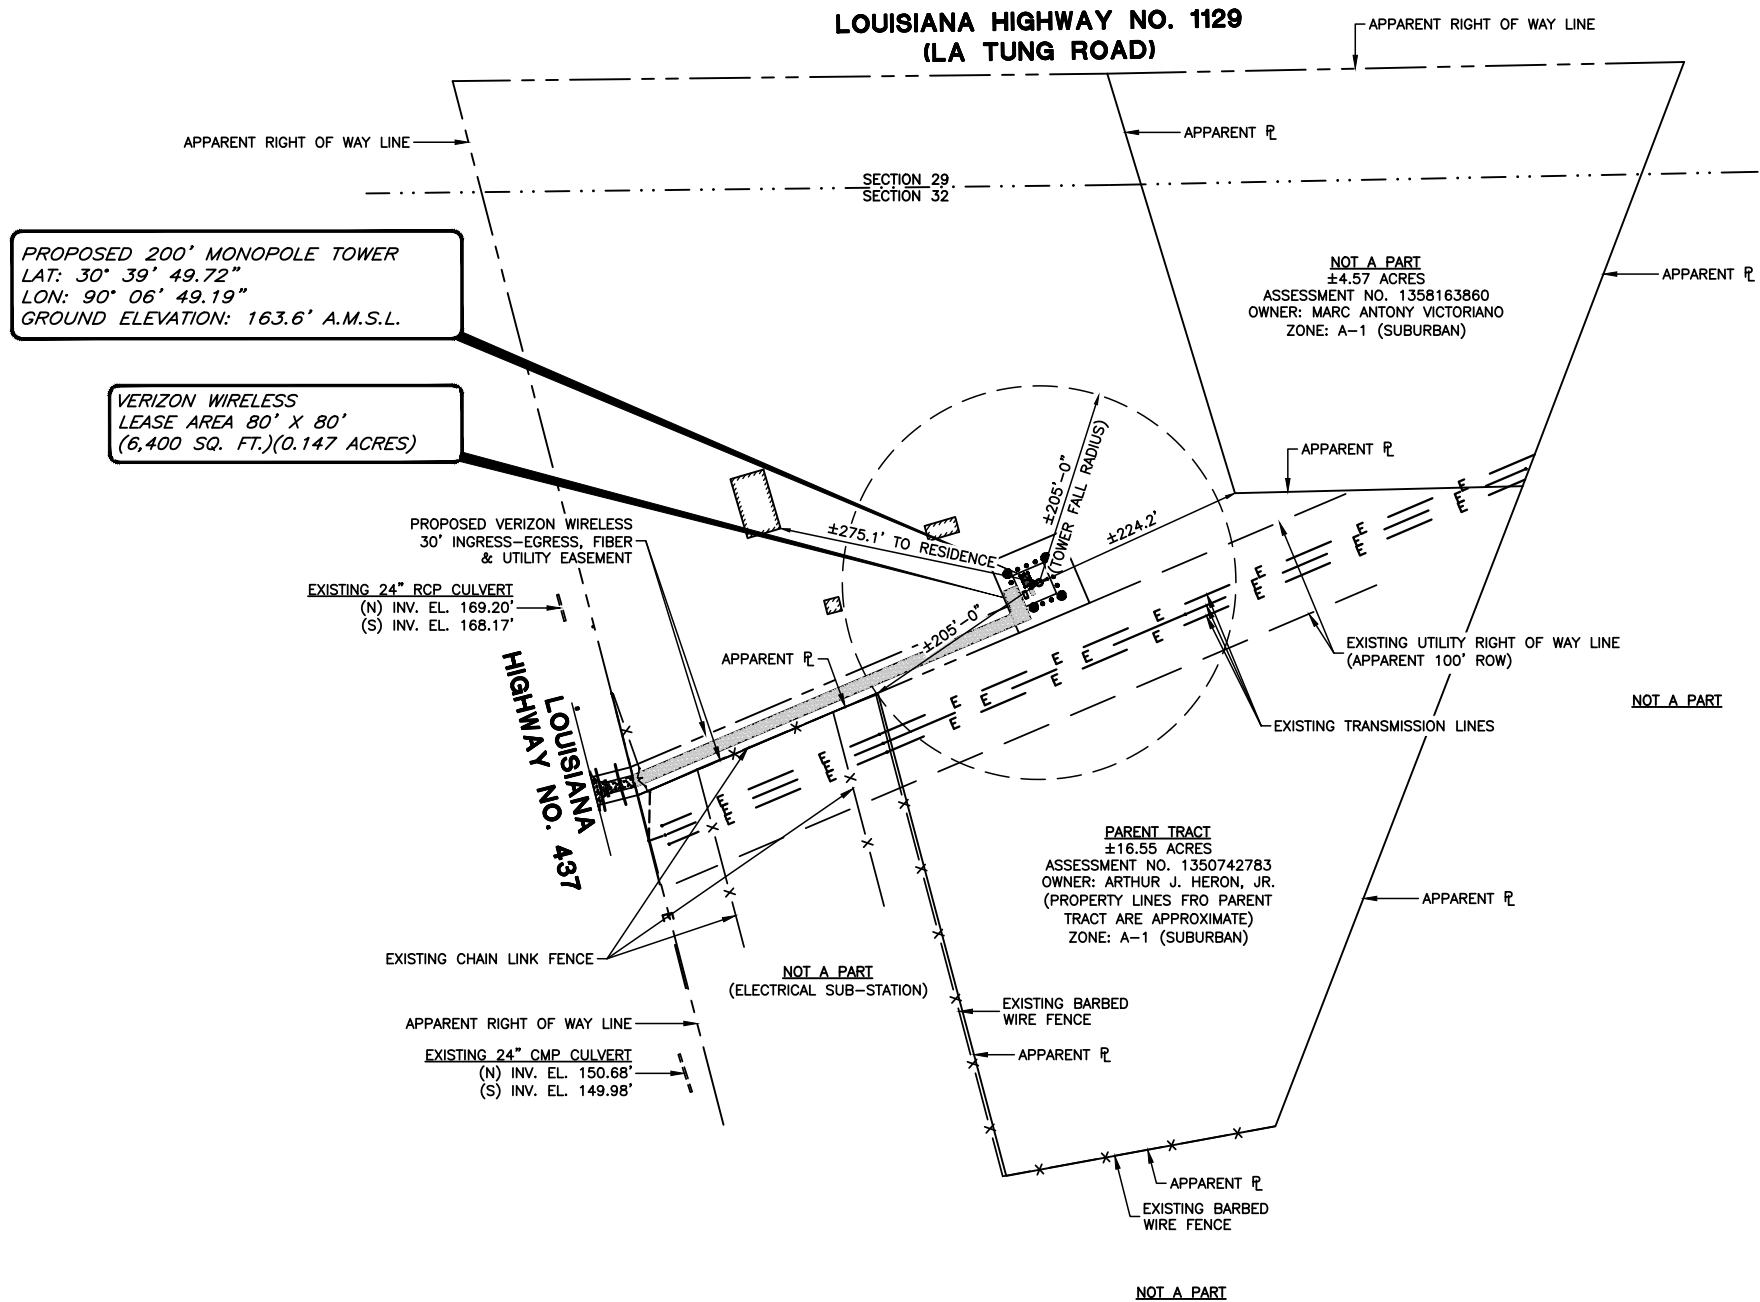 LOUISIANA HIGHWAY NO. 1129
(LA TUNG ROAD)
APPARENT RIGHT OF WAY LINE
APPARENT RIGHT OF WAY LINE
APPARENT ℄
SECTION 29
SECTION 32
PROPOSED 200' MONOPOLE TOWER
LAT: 30° 39' 49.72"
LON: 90° 06' 49.19"
GROUND ELEVATION: 163.6' A.M.S.L.
NOT A PART
±4.57 ACRES
ASSESSMENT NO. 1358163860
OWNER: MARC ANTONY VICTORIANO
ZONE: A-1 (SUBURBAN)
APPARENT PL
VERIZON WIRELESS
LEASE AREA 80' X 80'
(6,400 SQ. FT.)(0.147 ACRES)
APPARENT PL
±205'-0"
(TOWER FALL RADIUS)
±224.2'
±275.1' TO RESIDENCE
PROPOSED VERIZON WIRELESS
30' INGRESS-EGRESS, FIBER
& UTILITY EASEMENT
EXISTING 24" RCP CULVERT
(N) INV. EL. 169.20'
(S) INV. EL. 168.17'
±205'-0"
APPARENT PL
EXISTING UTILITY RIGHT OF WAY LINE
(APPARENT 100' ROW)
NOT A PART
EXISTING TRANSMISSION LINES
LOUISIANA
HIGHWAY NO. 437
PARENT TRACT
±16.55 ACRES
ASSESSMENT NO. 1350742783
OWNER: ARTHUR J. HERON, JR.
(PROPERTY LINES FRO PARENT
TRACT ARE APPROXIMATE)
ZONE: A-1 (SUBURBAN)
APPARENT PL
EXISTING CHAIN LINK FENCE
NOT A PART
(ELECTRICAL SUB-STATION)
EXISTING BARBED
WIRE FENCE
APPARENT RIGHT OF WAY LINE
APPARENT PL
EXISTING 24" CMP CULVERT
(N) INV. EL. 150.68'
(S) INV. EL. 149.98'
APPARENT PL
EXISTING BARBED
WIRE FENCE
NOT A PART